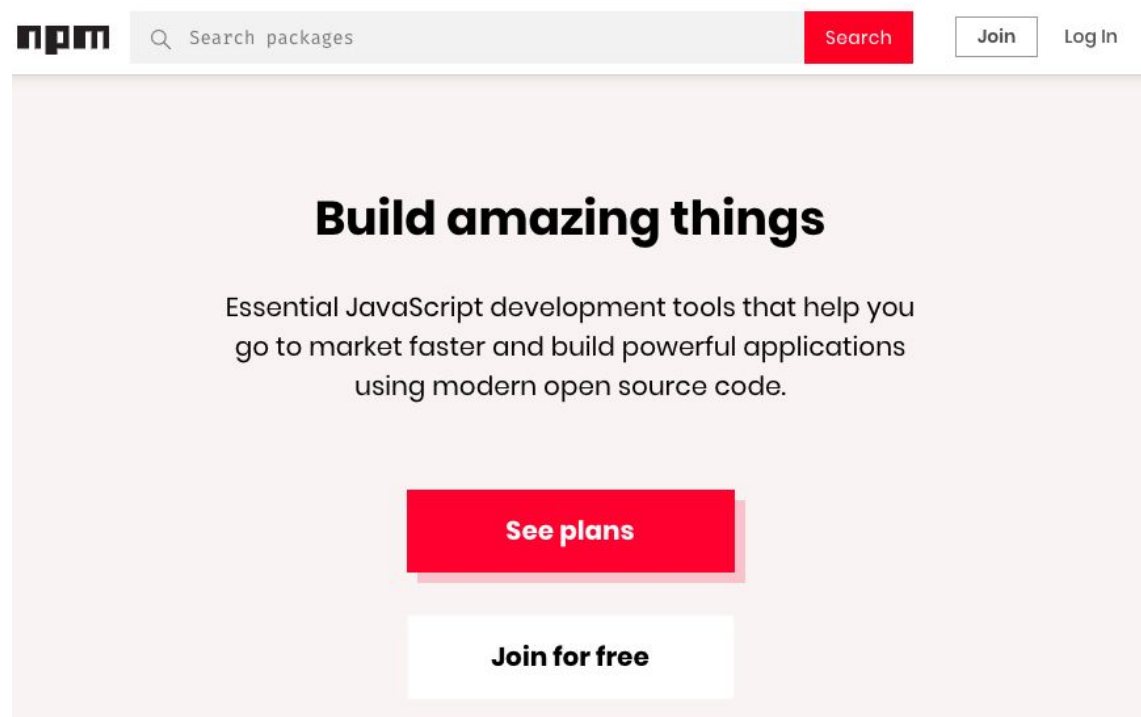 npm
Search packages
Search
Join
Log In
Build amazing things
Essential JavaScript development tools that help you
go to market faster and build powerful applications
using modern open source code.
See plans
Join for free